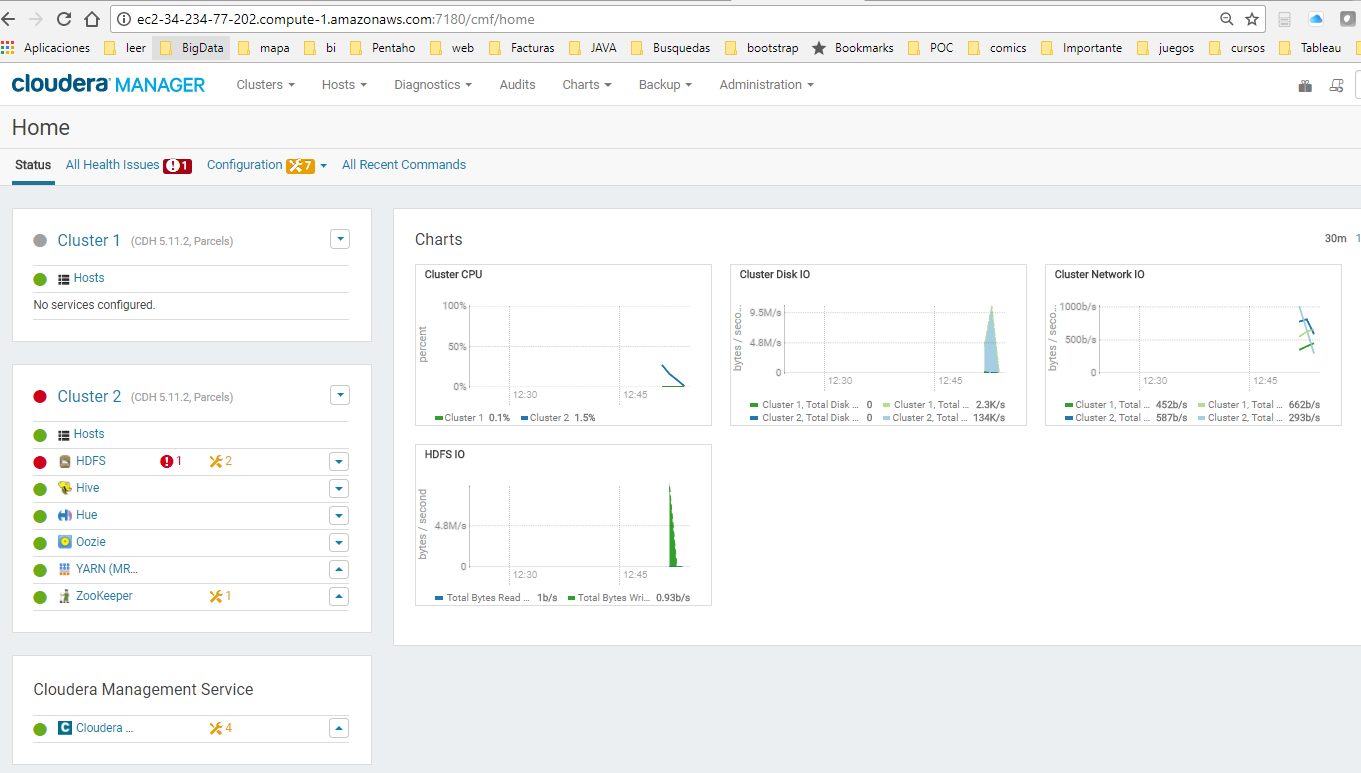 ec2-34-234-77-202.compute-1.amazonaws.com:7180/cmf/home
Aplicaciones leer BigData mapa bi Pentaho web Facturas JAVA Busquedas bootstrap Bookmarks POC comics Importante juegos cursos Tableau
cloudera MANAGER Clusters Hosts Diagnostics Audits Charts Backup Administration
Home
Status All Health Issues 1 Configuration 7 All Recent Commands
Cluster 1 (CDH 5.11.2, Parcels)
Hosts
No services configured.
Cluster 2 (CDH 5.11.2, Parcels)
Hosts
HDFS 1 2
Hive
Hue
Oozie
YARN (MR...
ZooKeeper 1
Cloudera Management Service
Cloudera ... 4
Charts 30m 1
Cluster CPU
percent
100%
50%
0%
12:30 12:45
Cluster 1 0.1% Cluster 2 1.5%
Cluster Disk IO
bytes / seco...
9.5M/s
4.8M/s
0
12:30 12:45
Cluster 1, Total Disk ... 0 Cluster 1, Total ... 2.3K/s
Cluster 2, Total Disk ... 0 Cluster 2, Total ... 134K/s
Cluster Network IO
bytes / seco...
1000b/s
500b/s
0
12:30 12:45
Cluster 1, Total ... 452b/s Cluster 1, Total ... 662b/s
Cluster 2, Total ... 587b/s Cluster 2, Total ... 293b/s
HDFS IO
bytes / second
4.8M/s
0
12:30 12:45
Total Bytes Read ... 1b/s Total Bytes Wri... 0.93b/s